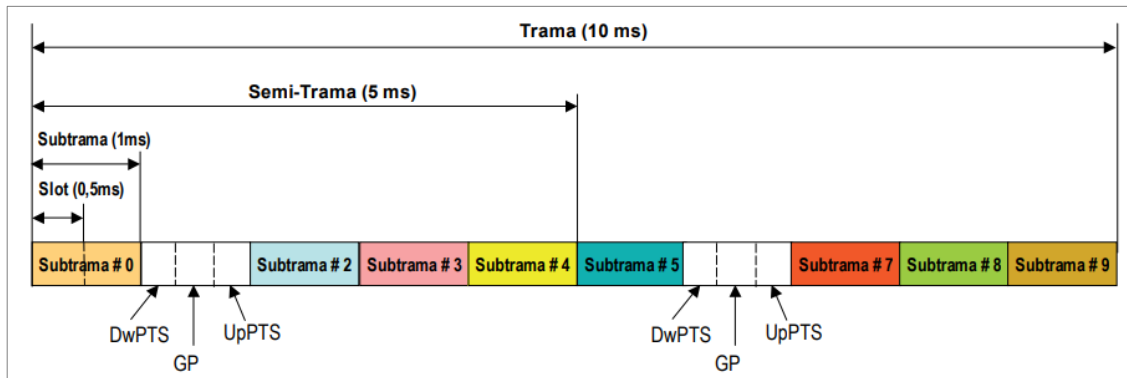 Trama (10 ms)
Semi-Trama (5 ms)
Subtrama (1ms)
Slot (0,5ms)
Subtrama # 0
Subtrama # 2
Subtrama # 3
Subtrama # 4
Subtrama # 5
Subtrama # 7
Subtrama # 8
Subtrama # 9
DwPTS
GP
UpPTS
DwPTS
GP
UpPTS